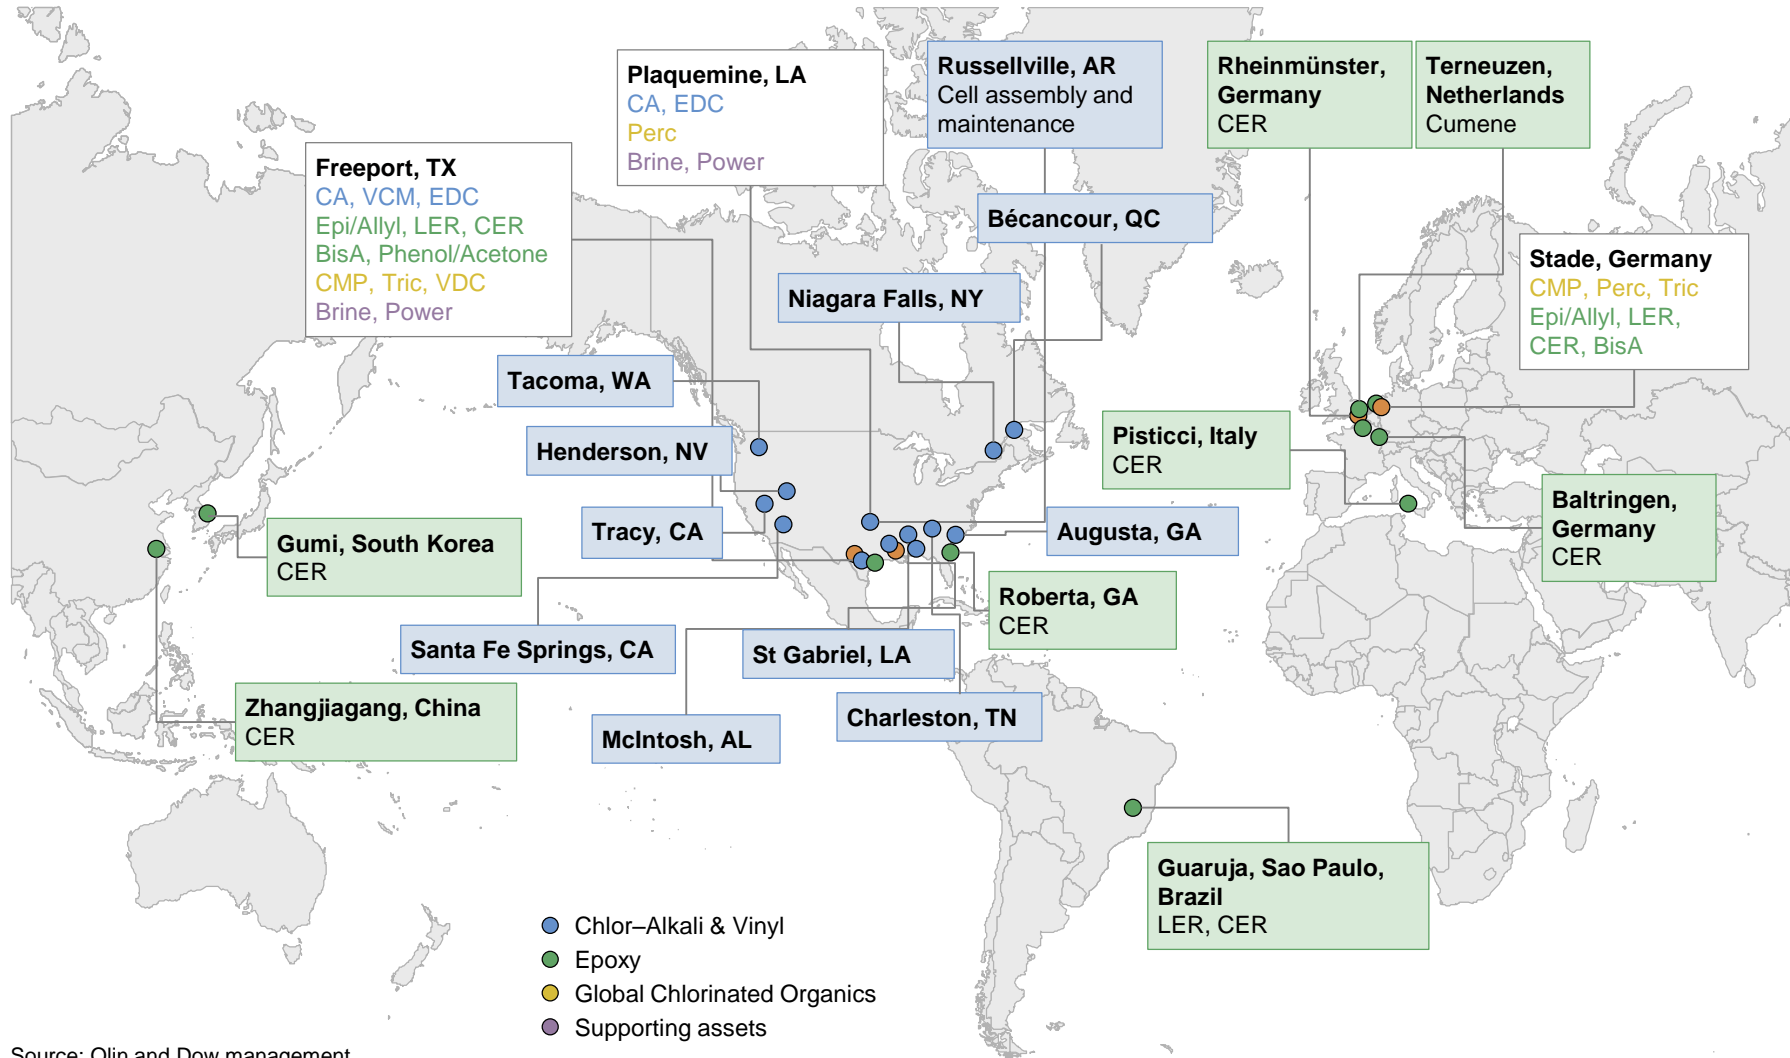 Plaquemine, LA
CA, EDC
Perc
Brine, Power
Russellville, AR
Cell assembly and
maintenance
Rheinmünster,
Germany
CER
Terneuzen,
Netherlands
Cumene
Freeport, TX
CA, VCM, EDC
Epi/Allyl, LER, CER
BisA, Phenol/Acetone
CMP, Tric, VDC
Brine, Power
Bécancour, QC
Niagara Falls, NY
Stade, Germany
CMP, Perc, Tric
Epi/Allyl, LER,
CER, BisA
Tacoma, WA
Henderson, NV
Pisticci, Italy
CER
Tracy, CA
Augusta, GA
Baltringen,
Germany
CER
Gumi, South Korea
CER
Roberta, GA
CER
Santa Fe Springs, CA
St Gabriel, LA
Zhangjiagang, China
CER
McIntosh, AL
Charleston, TN
Guaruja, Sao Paulo,
Brazil
LER, CER
Chlor–Alkali & Vinyl
Epoxy
Global Chlorinated Organics
Supporting assets
Source: Olin and Dow management